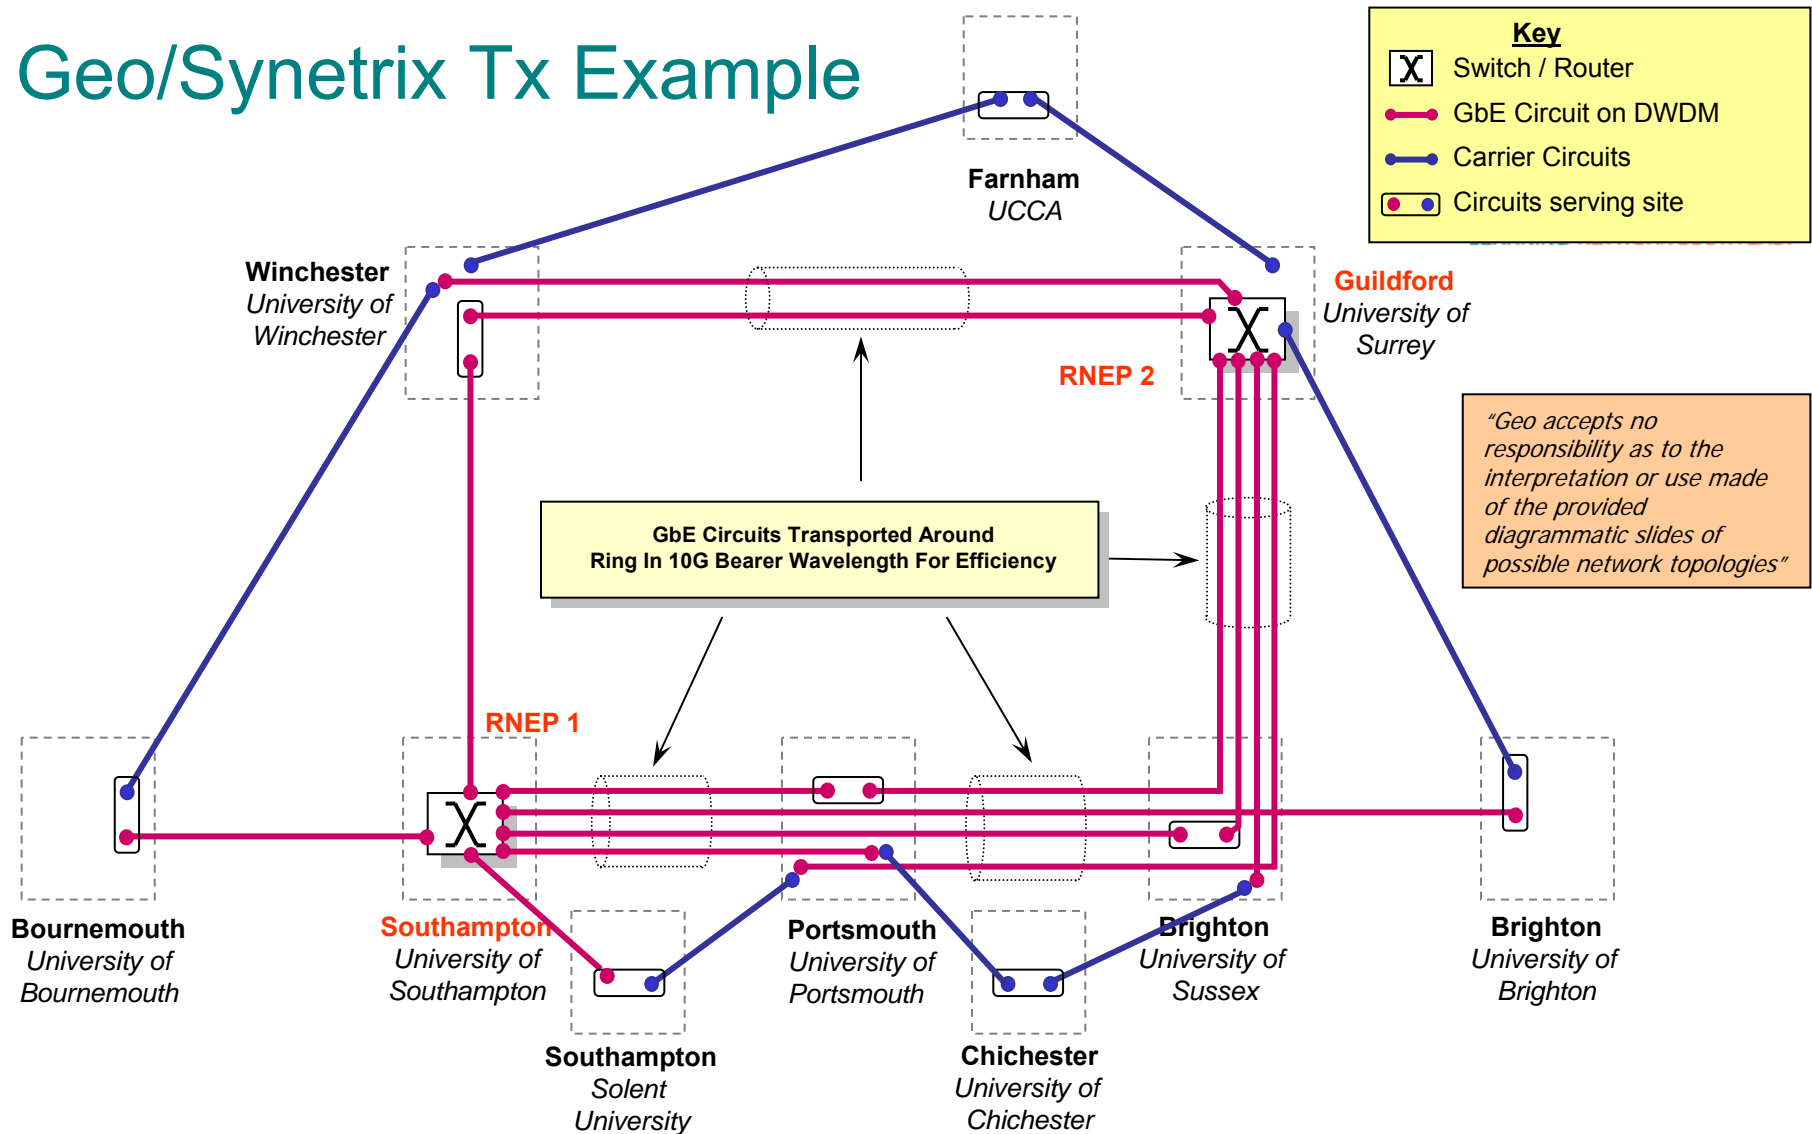 Geo/Synetrix Tx Example
Key
Switch / Router
GbE Circuit on DWDM
Carrier Circuits
Circuits serving site
Farnham
UCCA
Winchester
University of
Winchester
Guildford
University of
Surrey
RNEP 2
"Geo accepts no
responsibility as to the
interpretation or use made
of the provided
diagrammatic slides of
possible network topologies"
GbE Circuits Transported Around
Ring In 10G Bearer Wavelength For Efficiency
RNEP 1
Bournemouth
University of
Bournemouth
Southampton
University of
Southampton
Portsmouth
University of
Portsmouth
Brighton
University of
Sussex
Brighton
University of
Brighton
Southampton
Solent
University
Chichester
University of
Chichester